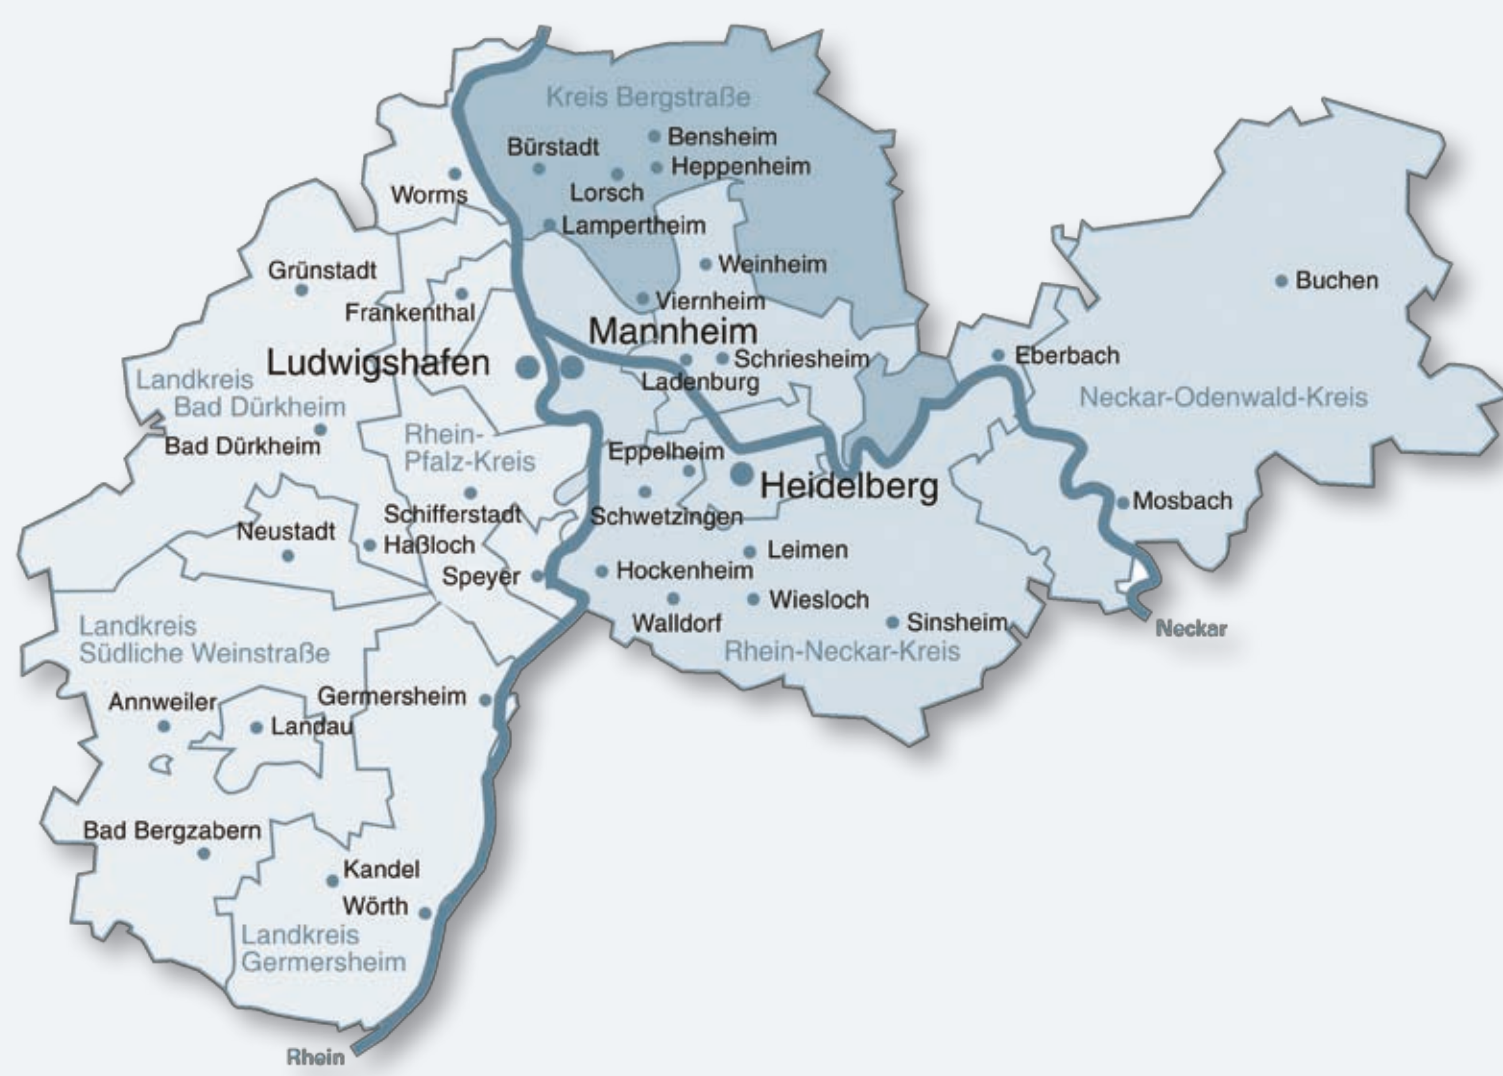 Kreis Bergstraße
Bensheim
Bürstadt
Heppenheim
Worms
Lorsch
Lampertheim
Weinheim
Grünstadt
Buchen
Viernheim
Frankenthal
Mannheim
Ludwigshafen
Schriesheim
Eberbach
Landkreis
Bad Dürkheim
Ladenburg
Neckar-Odenwald-Kreis
Rhein-
Pfalz-Kreis
Bad Dürkheim
Eppelheim
Heidelberg
Mosbach
Schifferstadt
Schwetzingen
Neustadt
Haßloch
Leimen
Speyer
Hockenheim
Wiesloch
Walldorf
Sinsheim
Neckar
Landkreis
Südliche Weinstraße
Rhein-Neckar-Kreis
Annweiler
Germersheim
Landau
Bad Bergzabern
Kandel
Wörth
Landkreis
Germersheim
Rhein